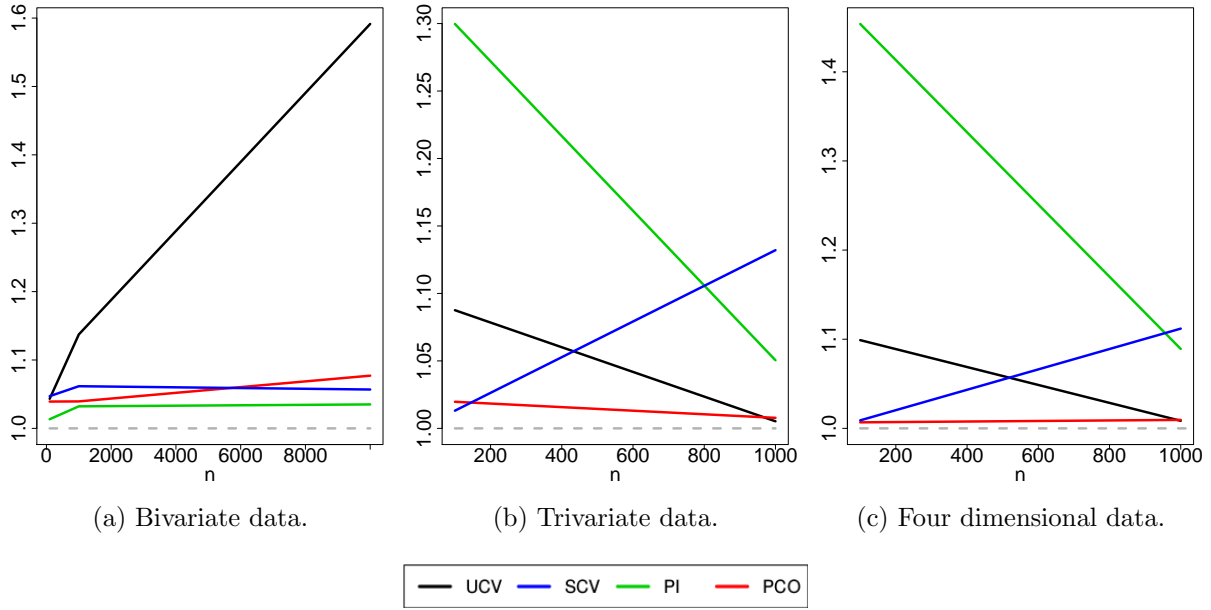 1.0 1.1 1.2 1.3 1.4 1.5 1.6
0 2000 4000 6000 8000
n
(a) Bivariate data.
1.00 1.05 1.10 1.15 1.20 1.25 1.30
200 400 600 800 1000
n
(b) Trivariate data.
1.0 1.1 1.2 1.3 1.4
200 400 600 800 1000
n
(c) Four dimensional data.
UCV SCV PI PCO